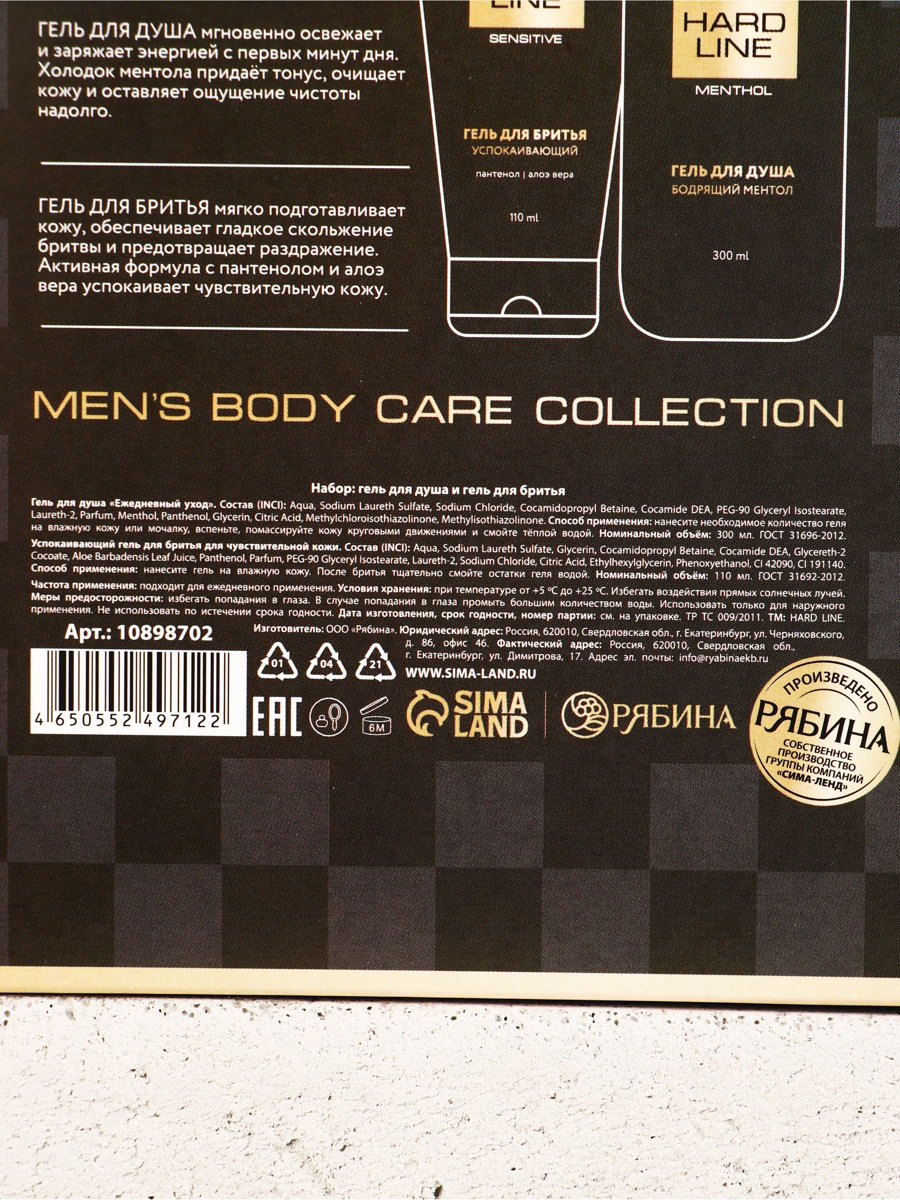 ГЕЛЬ ДЛЯ ДУША мгновенно освежает
и заряжает энергией с первых минут дня.
Холодок ментола придаёт тонус, очищает
кожу и оставляет ощущение чистоты
надолго.
ГЕЛЬ ДЛЯ БРИТЬЯ мягко подготавливает
кожу, обеспечивает гладкое скольжение
бритвы и предотвращает раздражение.
Активная формула с пантенолом и алоэ
вера успокаивает чувствительную кожу.
LINE
SENSITIVE
ГЕЛЬ ДЛЯ БРИТЬЯ
УСПОКАИВАЮЩИЙ
пантенол | алоэ вера
110 ml
HARD
LINE
MENTHOL
ГЕЛЬ ДЛЯ ДУША
БОДРЯЩИЙ МЕНТОЛ
300 ml
MEN'S BODY CARE COLLECTION
Набор: гель для душа и гель для бритья
Гель для душа «Ежедневный уход». Состав (INCI): Aqua, Sodium Laureth Sulfate, Sodium Chloride, Cocamidopropyl Betaine, Cocamide DEA, PEG-90 Glyceryl Isostearate,
Laureth-2, Parfum, Menthol, Panthenol, Glycerin, Citric Acid, Methylchloroisothiazolinone, Methylisothiazolinone. Способ применения: нанесите необходимое количество геля
на влажную кожу или мочалку, вспеньте, помассируйте кожу круговыми движениями и смойте тёплой водой. Номинальный объём: 300 мл. ГОСТ 31696-2012.
Успокаивающий гель для бритья для чувствительной кожи. Состав (INCI): Aqua, Sodium Laureth Sulfate, Glycerin, Cocamidopropyl Betaine, Cocamide DEA, Glycereth-2
Cocoate, Aloe Barbadensis Leaf Juice, Panthenol, Parfum, PEG-90 Glyceryl Isostearate, Laureth-2, Sodium Chloride, Citric Acid, Ethylhexylglycerin, Phenoxyethanol, CI 42090, CI 191140.
Способ применения: нанесите гель на влажную кожу. После бритья тщательно смойте остатки геля водой. Номинальный объём: 110 мл. ГОСТ 31692-2012.
Частота применения: подходит для ежедневного применения. Условия хранения: при температуре от +5 ºС до +25 ºС. Избегать воздействия прямых солнечных лучей.
Меры предосторожности: избегать попадания в глаза. В случае попадания в глаза промыть большим количеством воды. Использовать только для наружного
применения. Не использовать по истечении срока годности. Дата изготовления, срок годности, номер партии: см. на упаковке. ТР ТС 009/2011. ТМ: HARD LINE.
Арт.: 10898702
Изготовитель: ООО «Рябина». Юридический адрес: Россия, 620010, Свердловская обл., г. Екатеринбург, ул. Черняховского,
д. 86, офис 46. Фактический адрес: Россия, 620010, Свердловская обл.,
г. Екатеринбург, ул. Димитрова, 17. Адрес эл. почты: info@ryabinaekb.ru
WWW.SIMA-LAND.RU
01 04 21
4 650552 497122
EAC
6M
SIMA
LAND
РЯБИНА
ПРОИЗВЕДЕНО
РЯБИНА
СОБСТВЕННОЕ
ПРОИЗВОДСТВО
ГРУППЫ КОМПАНИЙ
«СИМА-ЛЕНД»